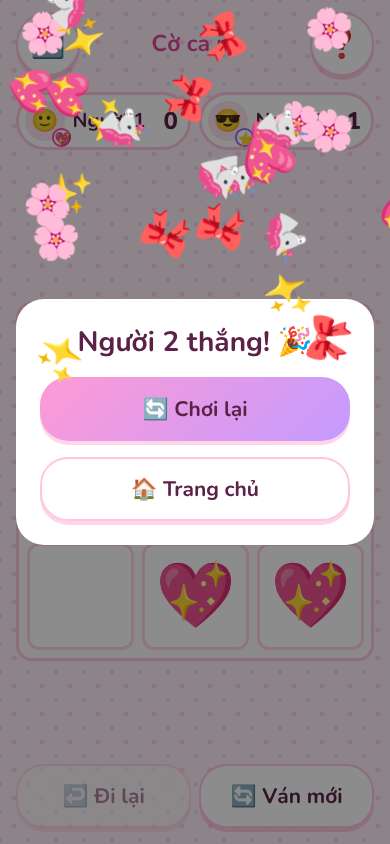 Cờ ca
0
1
Người 2 thắng!
Chơi lại
Trang chủ
Đi lại
Ván mới